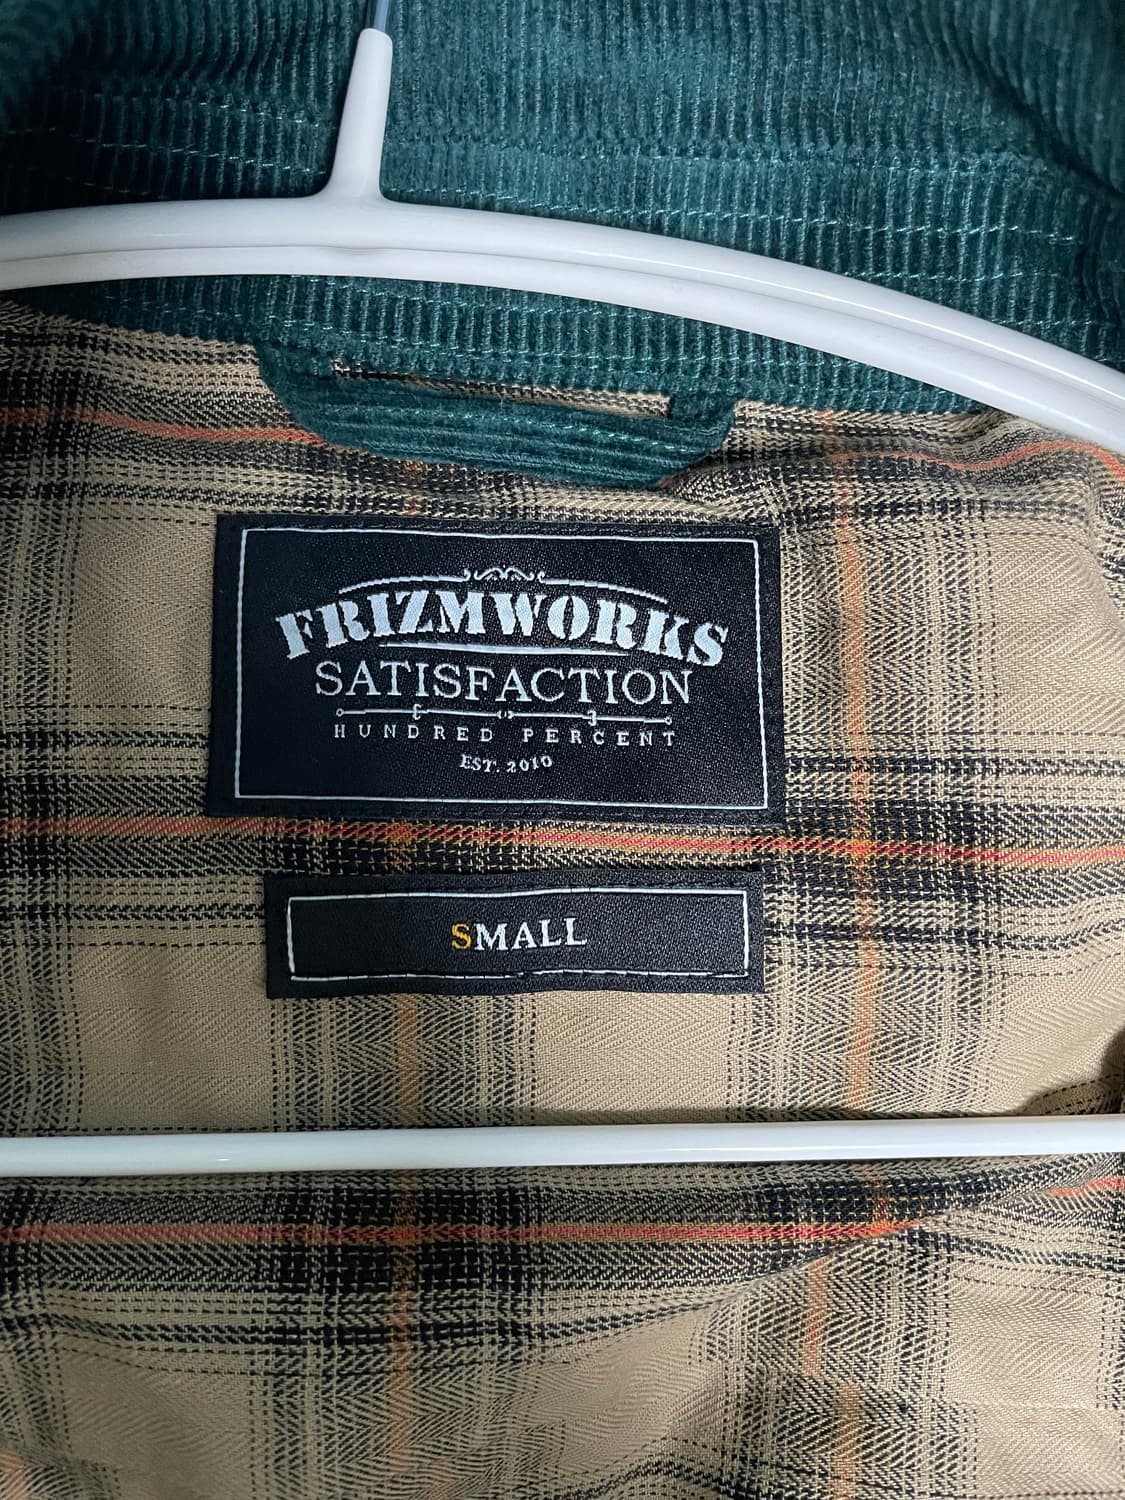 FRIZMWORKS
SATISFACTION
HUNDRED PERCENT
EST. 2010
SMALL